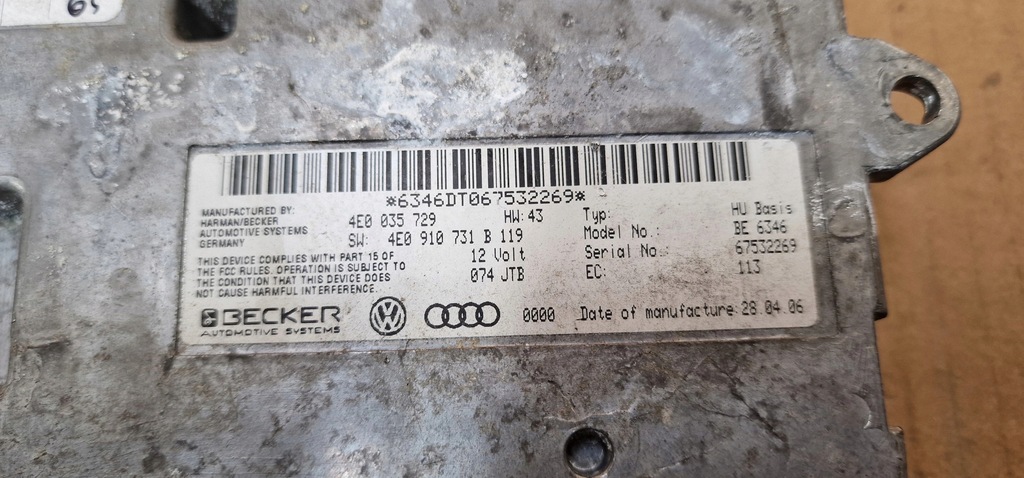 *6346DT067532269*
MANUFACTURED BY:
HARMAN/BECKER
AUTOMOTIVE SYSTEMS
GERMANY
THIS DEVICE COMPLIES WITH PART 15 OF
THE FCC RULES. OPERATION IS SUBJECT TO
THE CONDITION THAT THIS DEVICE DOES
NOT CAUSE HARMFUL INTERFERENCE.
4E0 035 729 HW:43
SW: 4E0 910 731 B 119
12 Volt
074 JTB
Typ: HU Basis
Model No.: BE 6346
Serial No.: 67532269
EC: 113
BECKER
AUTOMOTIVE SYSTEMS
0000 Date of manufacture: 28.04.06